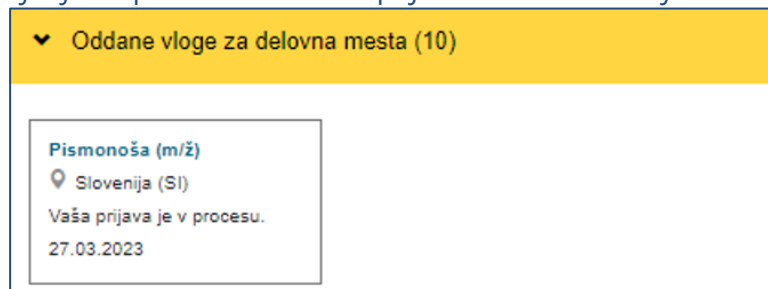 Oddane vloge za delovna mesta (10)
Pismonoša (m/ž)
Slovenija (SI)
Vaša prijava je v procesu.
27.03.2023